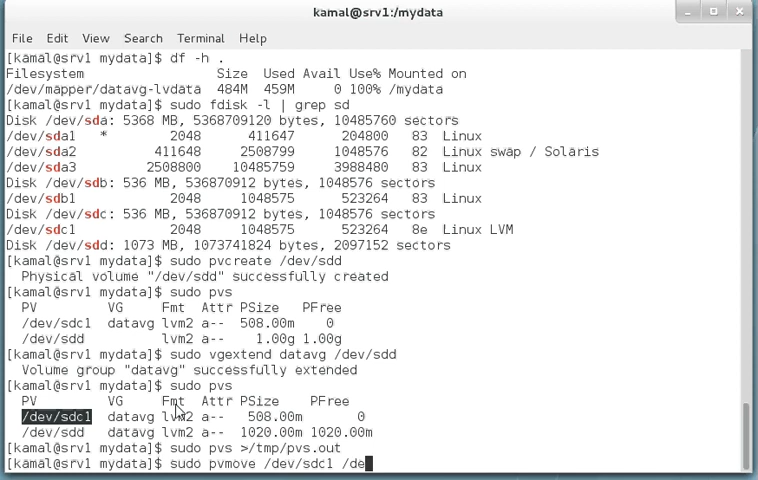 kamal@srv1:/mydata
File Edit View Search Terminal Help
[kamal@srv1 mydata]$ df -h .
Filesystem Size Used Avail Use% Mounted on
/dev/mapper/datavg-lvdata 484M 459M 0 100% /mydata
[kamal@srv1 mydata]$ sudo fdisk -l | grep sd
Disk /dev/sda: 5368 MB, 5368709120 bytes, 10485760 sectors
/dev/sda1 * 2048 411647 204800 83 Linux
/dev/sda2 411648 2508799 1048576 82 Linux swap / Solaris
/dev/sda3 2508800 10485759 3988480 83 Linux
Disk /dev/sdb: 536 MB, 536870912 bytes, 1048576 sectors
/dev/sdb1 2048 1048575 523264 83 Linux
Disk /dev/sdc: 536 MB, 536870912 bytes, 1048576 sectors
/dev/sdc1 2048 1048575 523264 8e Linux LVM
Disk /dev/sdd: 1073 MB, 1073741824 bytes, 2097152 sectors
[kamal@srv1 mydata]$ sudo pvcreate /dev/sdd
Physical volume "/dev/sdd" successfully created
[kamal@srv1 mydata]$ sudo pvs
PV VG Fmt Attr PSize PFree
/dev/sdc1 datavg lvm2 a-- 508.00m 0
/dev/sdd lvm2 a-- 1.00g 1.00g
[kamal@srv1 mydata]$ sudo vgextend datavg /dev/sdd
Volume group "datavg" successfully extended
[kamal@srv1 mydata]$ sudo pvs
PV VG Fmt Attr PSize PFree
/dev/sdc1 datavg lvm2 a-- 508.00m 0
/dev/sdd datavg lvm2 a-- 1020.00m 1020.00m
[kamal@srv1 mydata]$ sudo pvs >/tmp/pvs.out
[kamal@srv1 mydata]$ sudo pvmove /dev/sdc1 /de